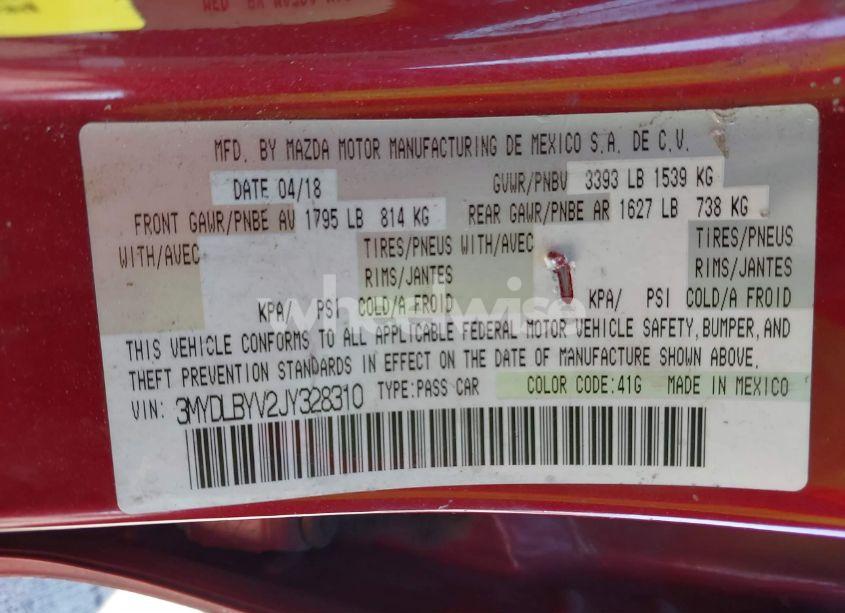 MFD. BY MAZDA MOTOR MANUFACTURING DE MEXICO S.A. DE C.V.
DATE 04/18 GVWR/PNBV 3393 LB 1539 KG
FRONT GAWR/PNBE AV 1795 LB 814 KG REAR GAWR/PNBE AR 1627 LB 738 KG
WITH/AVEC TIRES/PNEUS WITH/AVEC TIRES/PNEUS
RIMS/JANTES RIMS/JANTES
KPA/ PSI COLD/A FROID KPA/ PSI COLD/A FROID
wheelwise
THIS VEHICLE CONFORMS TO ALL APPLICABLE FEDERAL MOTOR VEHICLE SAFETY, BUMPER, AND
THEFT PREVENTION STANDARDS IN EFFECT ON THE DATE OF MANUFACTURE SHOWN ABOVE.
VIN: 3MYDLBYV2JY328310 TYPE:PASS CAR COLOR CODE:41G MADE IN MEXICO